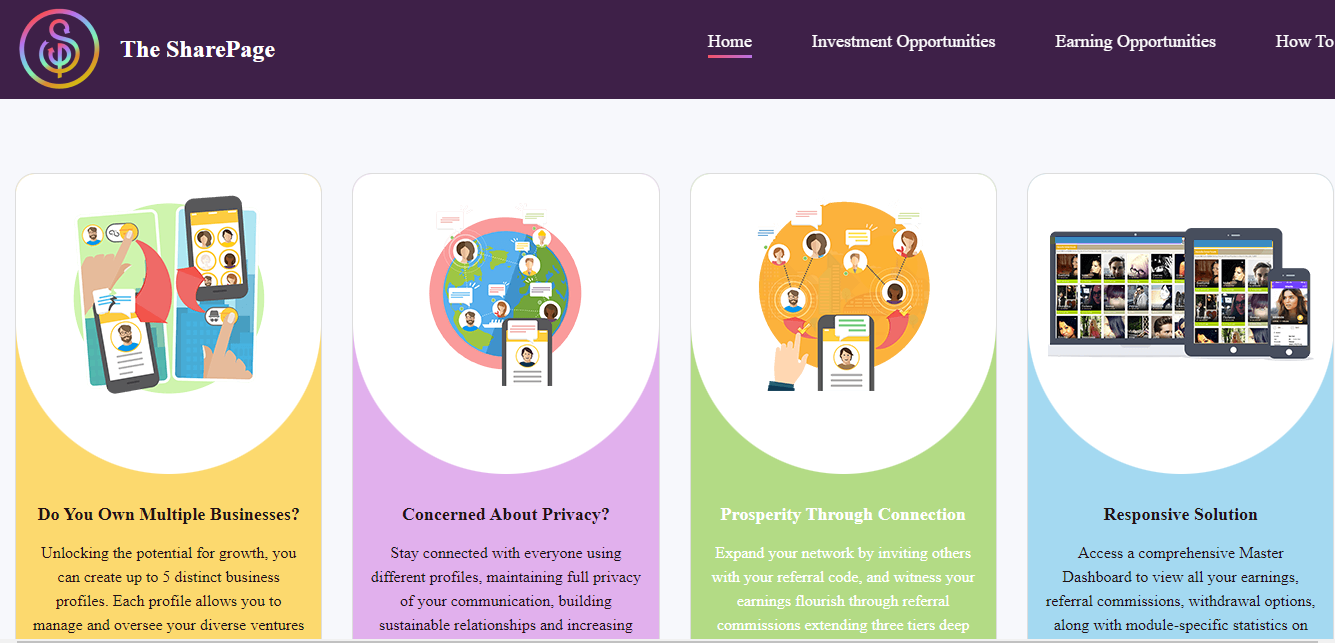 The SharePage
Home
Investment Opportunities
Earning Opportunities
How To
Do You Own Multiple Businesses?
Unlocking the potential for growth, you
can create up to 5 distinct business
profiles. Each profile allows you to
manage and oversee your diverse ventures
Concerned About Privacy?
Stay connected with everyone using
different profiles, maintaining full privacy
of your communication, building
sustainable relationships and increasing
Prosperity Through Connection
Expand your network by inviting others
with your referral code, and witness your
earnings flourish through referral
commissions extending three tiers deep
Responsive Solution
Access a comprehensive Master
Dashboard to view all your earnings,
referral commissions, withdrawal options,
along with module-specific statistics on